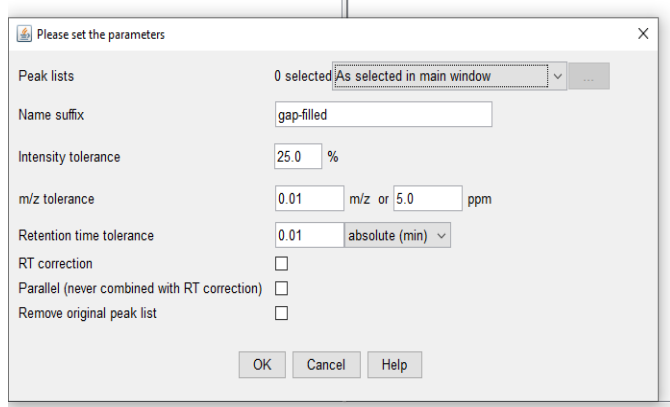 Please set the parameters
Peak lists 0 selected As selected in main window ...
Name suffix gap-filled
Intensity tolerance 25.0 %
m/z tolerance 0.01 m/z or 5.0 ppm
Retention time tolerance 0.01 absolute (min)
RT correction
Parallel (never combined with RT correction)
Remove original peak list
OK Cancel Help